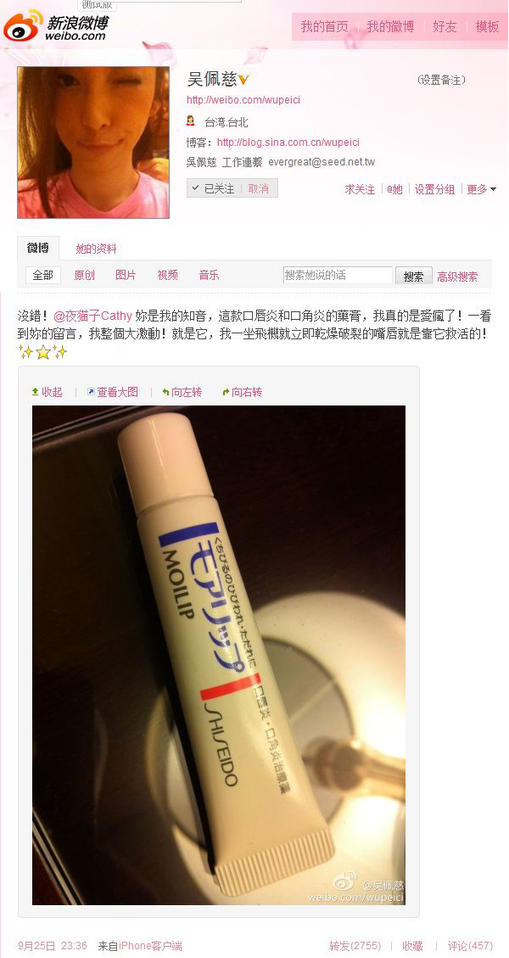 测试版
新浪微博
weibo.com
我的首页 我的微博 好友 模板
吴佩慈 (设置备注)
http://weibo.com/wupeici
台湾,台北
博客：http://blog.sina.com.cn/wupeici
吳佩慈 工作連繫 evergreat@seed.net.tw
已关注 | 取消 求关注 | @她 | 设置分组 | 更多
微博 她的资料
全部 原创 图片 视频 音乐 搜索她说的话 搜索 高级搜索
沒錯！@夜猫子Cathy 妳是我的知音，這款口唇炎和口角炎的藥膏，我真的是愛瘋了！一看
到妳的留言，我整個大激動！就是它，我一坐飛機就立即乾燥破裂的嘴唇就是靠它救活的！
收起 | 查看大图 | 向左转 | 向右转
くちびるのひびわれ・ただれに
モアリップ
MOILIP
口唇炎・口角炎治療薬
SHISEIDO
@吴佩慈
weibo.com/wupeici
9月25日 23:36 来自iPhone客户端 转发(2755) | 收藏 | 评论(457)